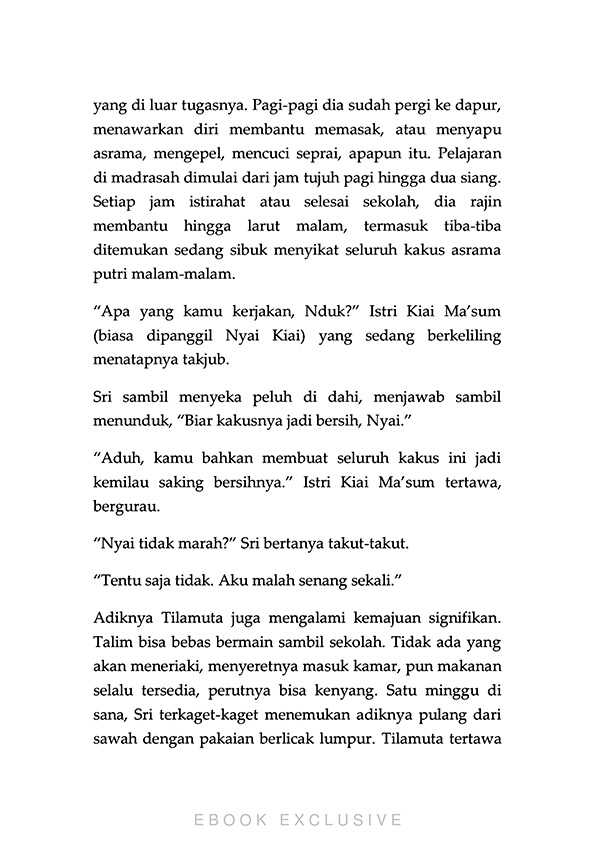 yang di luar tugasnya. Pagi-pagi dia sudah pergi ke dapur,
menawarkan diri membantu memasak, atau menyapu
asrama, mengepel, mencuci seprai, apapun itu. Pelajaran
di madrasah dimulai dari jam tujuh pagi hingga dua siang.
Setiap jam istirahat atau selesai sekolah, dia rajin
membantu hingga larut malam, termasuk tiba-tiba
ditemukan sedang sibuk menyikat seluruh kakus asrama
putri malam-malam.
“Apa yang kamu kerjakan, Nduk?” Istri Kiai Ma’sum
(biasa dipanggil Nyai Kiai) yang sedang berkeliling
menatapnya takjub.
Sri sambil menyeka peluh di dahi, menjawab sambil
menunduk, “Biar kakusnya jadi bersih, Nyai.”
“Aduh, kamu bahkan membuat seluruh kakus ini jadi
kemilau saking bersihnya.” Istri Kiai Ma’sum tertawa,
bergurau.
“Nyai tidak marah?” Sri bertanya takut-takut.
“Tentu saja tidak. Aku malah senang sekali.”
Adiknya Tilamuta juga mengalami kemajuan signifikan.
Talim bisa bebas bermain sambil sekolah. Tidak ada yang
akan meneriaki, menyeretnya masuk kamar, pun makanan
selalu tersedia, perutnya bisa kenyang. Satu minggu di
sana, Sri terkaget-kaget menemukan adiknya pulang dari
sawah dengan pakaian berlicak lumpur. Tilamuta tertawa
EBOOK EXCLUSIVE